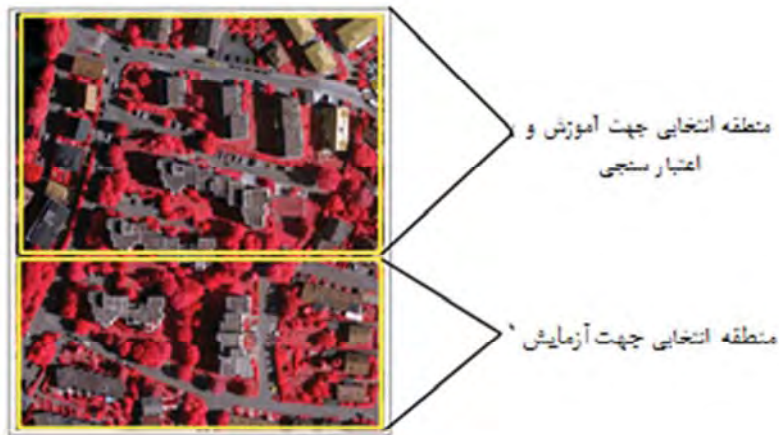 منطقه انتخابی جهت آموزش و
اعتبار سنجی
منطقه انتخابی جهت آزمایش